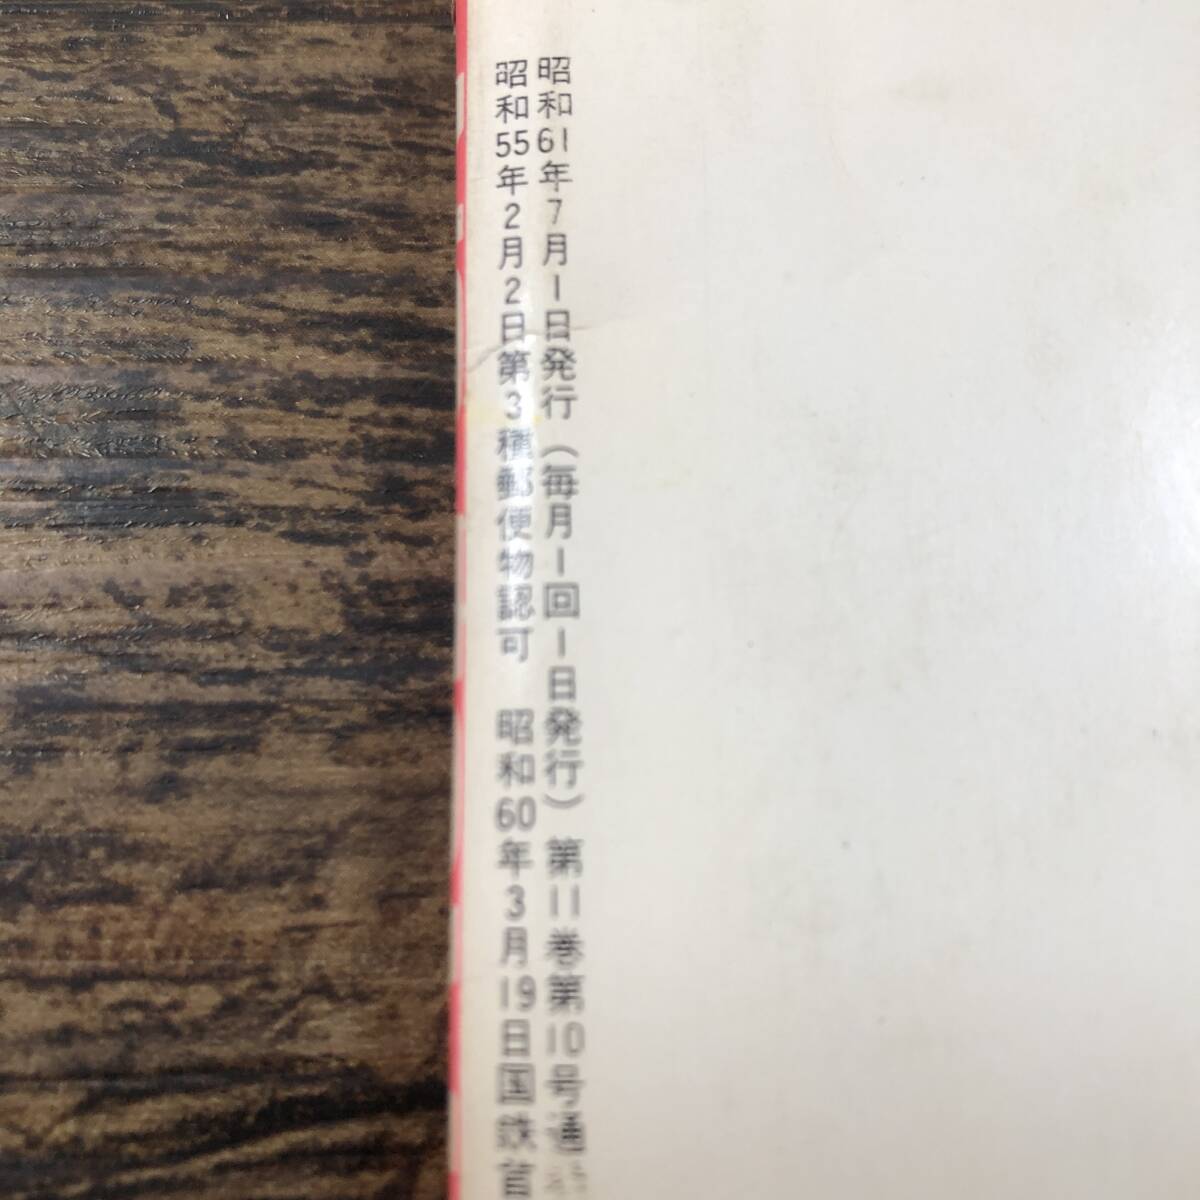 昭和61年7月1日発行（毎月1回1日発行）第11巻第10号通
昭和55年2月2日第3種郵便物認可　昭和60年3月19日国鉄首